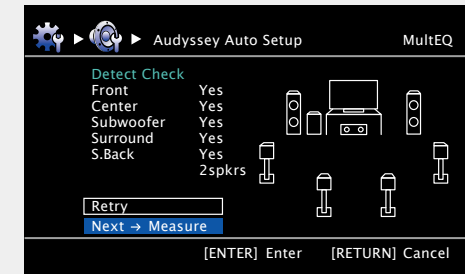 Audyssey Auto Setup MultEQ
Detect Check
Front Yes
Center Yes
Subwoofer Yes
Surround Yes
S.Back Yes
2spkrs
Retry
Next → Measure
[ENTER] Enter [RETURN] Cancel